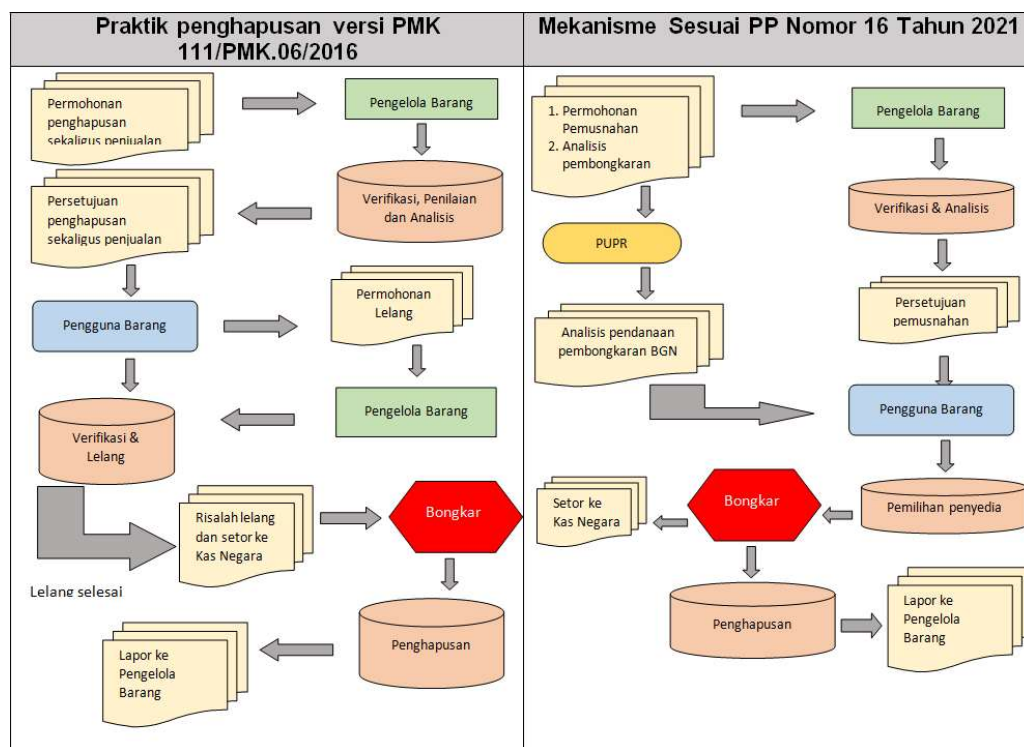 Praktik penghapusan versi PMK
111/PMK.06/2016
Permohonan
penghapusan
sekaligus penjualan
Pengelola Barang
Verifikasi, Penilaian
dan Analisis
Persetujuan
penghapusan
sekaligus penjualan
Pengguna Barang
Permohonan
Lelang
Pengelola Barang
Verifikasi &
Lelang
Risalah lelang
dan setor ke
Kas Negara
Bongkar
Lelang selesai
Penghapusan
Lapor ke
Pengelola
Barang
Mekanisme Sesuai PP Nomor 16 Tahun 2021
1. Permohonan
Pemusnahan
2. Analisis
pembongkaran
Pengelola Barang
Verifikasi & Analisis
PUPR
Persetujuan
pemusnahan
Analisis pendanaan
pembongkaran BGN
Pengguna Barang
Pemilihan penyedia
Bongkar
Setor ke
Kas Negara
Penghapusan
Lapor ke
Pengelola
Barang